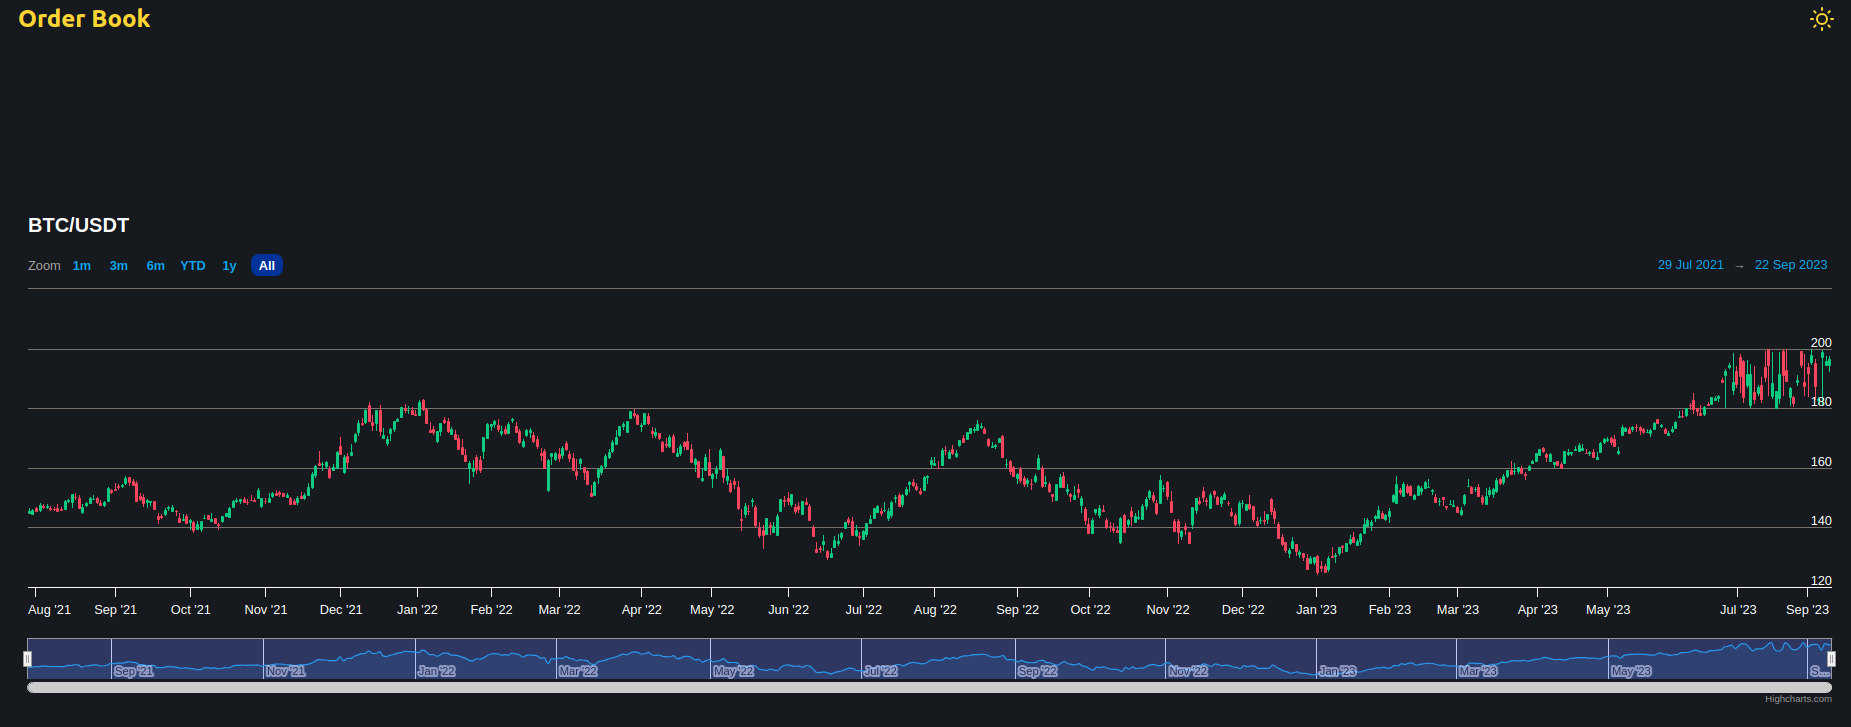 Order Book
BTC/USDT
Zoom 1m 3m 6m YTD 1y All 29 Jul 2021 → 22 Sep 2023
200
180
160
140
120
Aug '21 Sep '21 Oct '21 Nov '21 Dec '21 Jan '22 Feb '22 Mar '22 Apr '22 May '22 Jun '22 Jul '22 Aug '22 Sep '22 Oct '22 Nov '22 Dec '22 Jan '23 Feb '23 Mar '23 Apr '23 May '23 Jul '23 Sep '23
Sep '21 Nov '21 Jan '22 Mar '22 May '22 Jul '22 Sep '22 Nov '22 Jan '23 Mar '23 May '23 S…
Highcharts.com